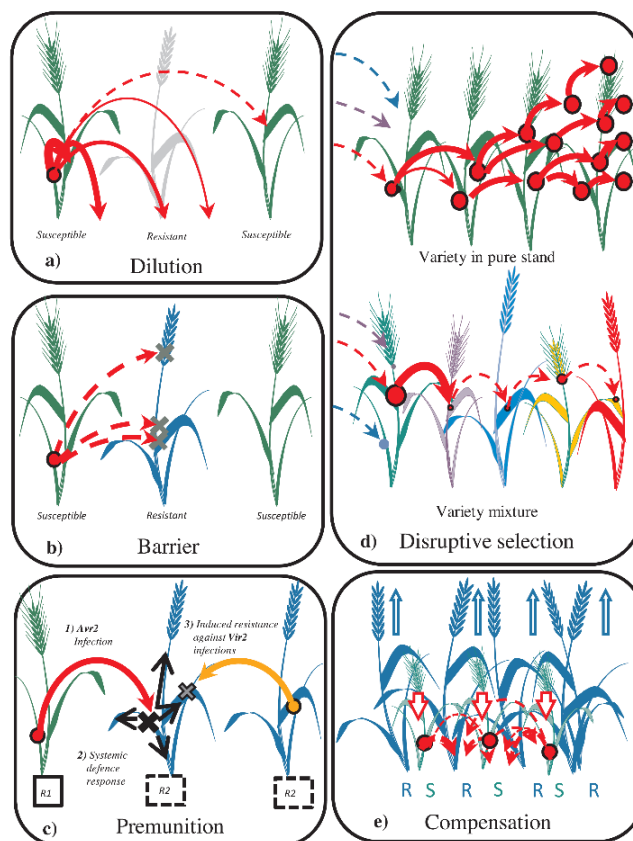 Susceptible
Resistant
Susceptible
a) Dilution
Susceptible
Resistant
Susceptible
b) Barrier
1) Avr2
Infection
3) Induced resistance
against Vir2
infections
2) Systemic
defence
response
R1
R2
R2
c) Premunition
Variety in pure stand
Variety mixture
d) Disruptive selection
R S R S R S R
e) Compensation